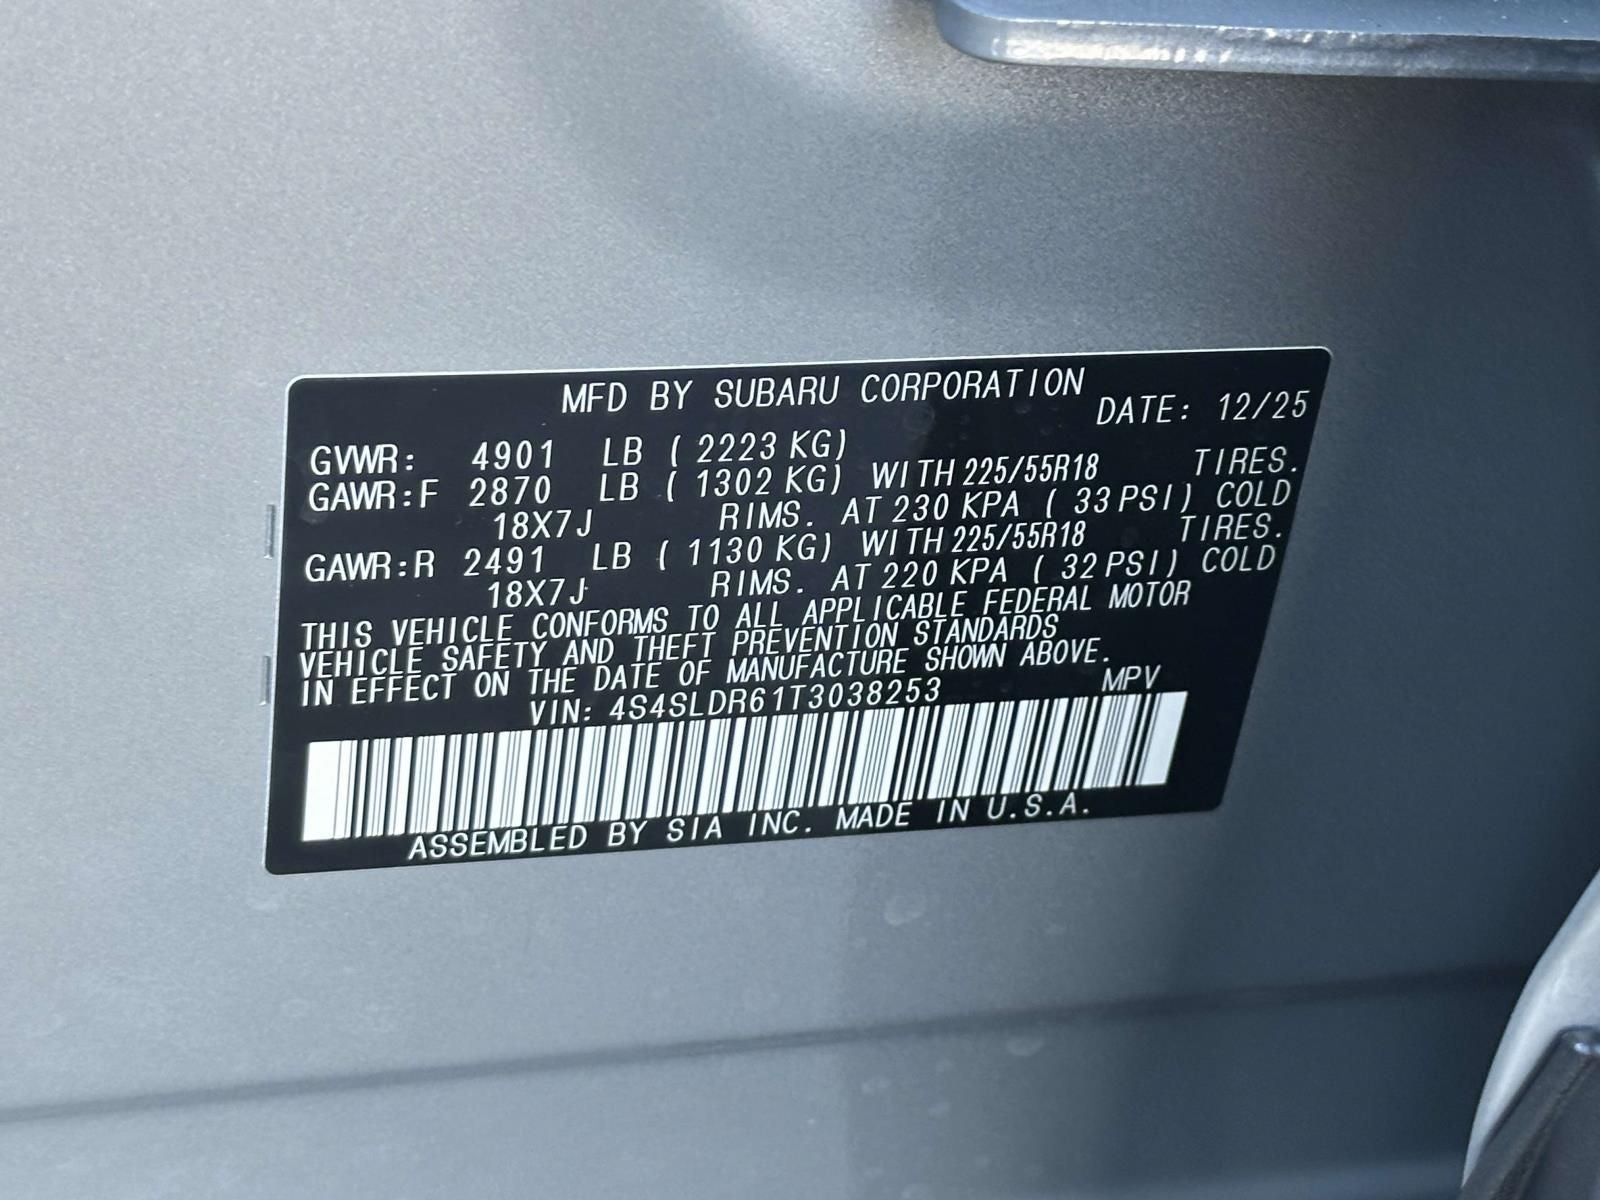 MFD BY SUBARU CORPORATION
DATE: 12/25
GVWR: 4901 LB ( 2223 KG)
GAWR:F 2870 LB ( 1302 KG) WITH 225/55R18 TIRES.
18X7J RIMS. AT 230 KPA ( 33 PSI) COLD
GAWR:R 2491 LB ( 1130 KG) WITH 225/55R18 TIRES.
18X7J RIMS. AT 220 KPA ( 32 PSI) COLD
THIS VEHICLE CONFORMS TO ALL APPLICABLE FEDERAL MOTOR
VEHICLE SAFETY AND THEFT PREVENTION STANDARDS
IN EFFECT ON THE DATE OF MANUFACTURE SHOWN ABOVE.
VIN: 4S4SLDR61T3038253 MPV
ASSEMBLED BY SIA INC. MADE IN U.S.A.